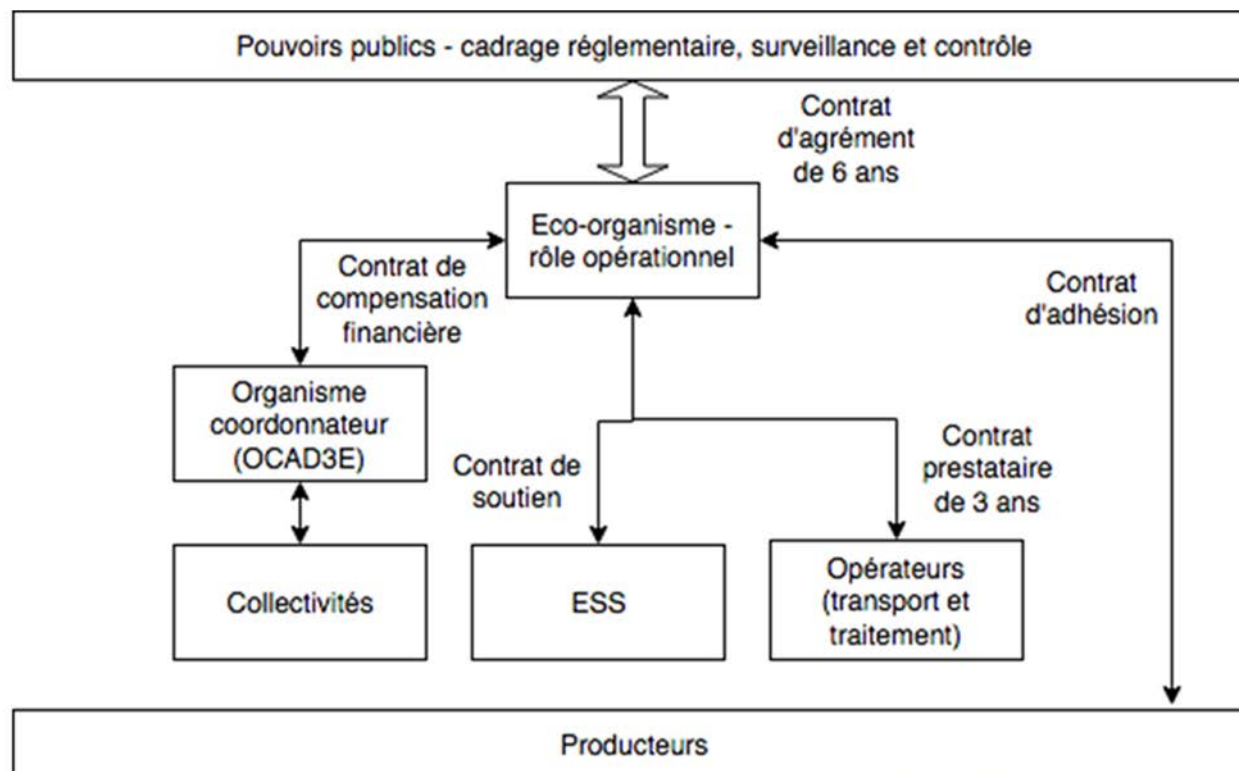 Pouvoirs publics - cadrage réglementaire, surveillance et contrôle
Contrat
d'agrément
de 6 ans
Eco-organisme -
rôle opérationnel
Contrat de
compensation
financière
Contrat
d'adhésion
Organisme
coordonnateur
(OCAD3E)
Contrat de
soutien
Contrat
prestataire
de 3 ans
Collectivités
ESS
Opérateurs
(transport et
traitement)
Producteurs